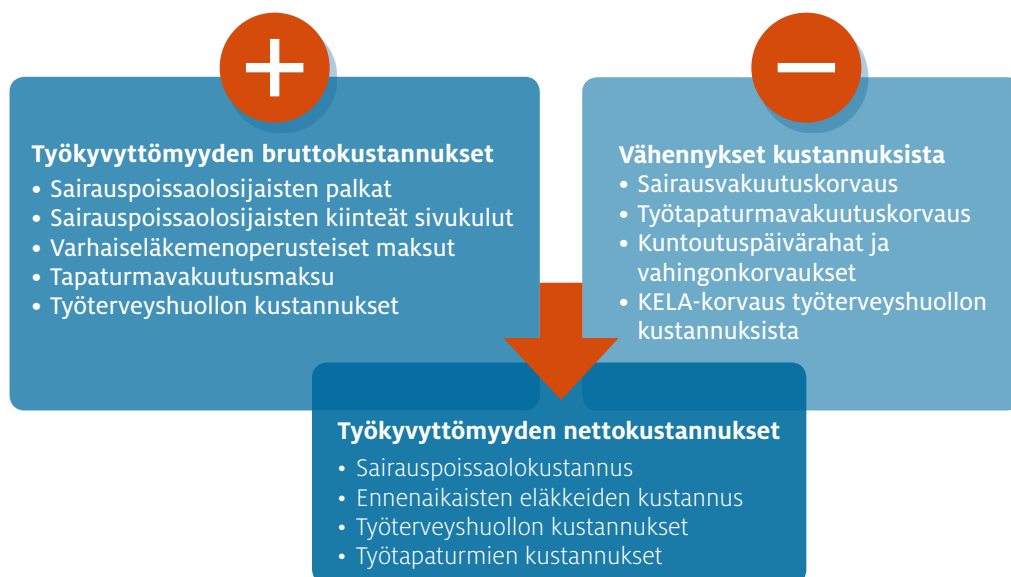 Työkyvyttömyyden bruttokustannukset
• Sairauspoissaolosijaisten palkat
• Sairauspoissaolosijaisten kiinteät sivukulut
• Varhaiseläkemenoperusteiset maksut
• Tapaturmavakuutusmaksu
• Työterveyshuollon kustannukset
Vähennykset kustannuksista
• Sairausvakuutuskorvaus
• Työtapaturmavakuutuskorvaus
• Kuntoutuspäivärahat ja
vahingonkorvaukset
• KELA-korvaus työterveyshuollon
kustannuksista
Työkyvyttömyyden nettokustannukset
• Sairauspoissaolokustannus
• Ennenaikaisten eläkkeiden kustannus
• Työterveyshuollon kustannukset
• Työtapaturmien kustannukset